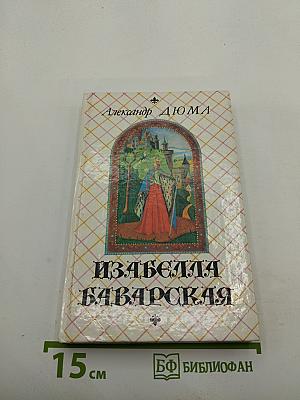 Александр ДЮМА
ИЗАБЕЛЛА
БАВАРСКАЯ
15 см
БФ БИБЛИОФАН